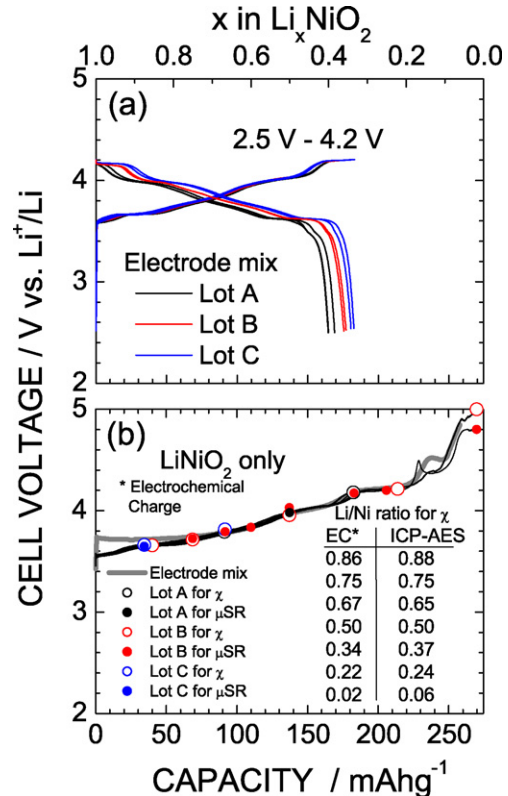 x in LiₓNiO₂
1.0 0.8 0.6 0.4 0.2 0.0
5
(a)
2.5 V - 4.2 V
4
3
Electrode mix
Lot A
Lot B
Lot C
2
CELL VOLTAGE / V vs. Li⁺/Li
5
(b)
LiNiO₂ only
* Electrochemical
Charge
4
3
Electrode mix
Lot A for χ
Lot A for μSR
Lot B for χ
Lot B for μSR
Lot C for χ
Lot C for μSR
Li/Ni ratio for χ
EC* ICP-AES
0.86 0.88
0.75 0.75
0.67 0.65
0.50 0.50
0.34 0.37
0.22 0.24
0.02 0.06
2
0 50 100 150 200 250
CAPACITY / mAhg⁻¹